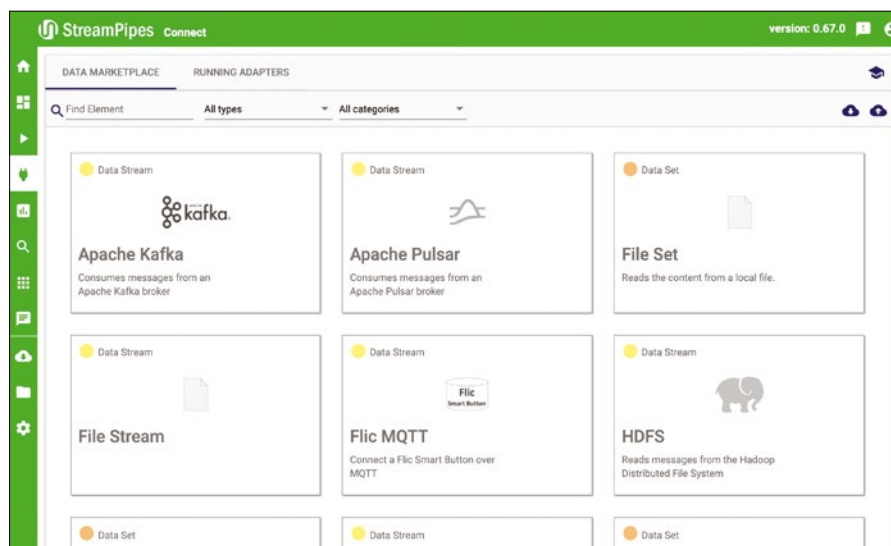 StreamPipes Connect
version: 0.67.0
DATA MARKETPLACE
RUNNING ADAPTERS
Find Element
All types
All categories
Data Stream
kafka.
Apache Kafka
Consumes messages from an
Apache Kafka broker
Data Stream
Apache Pulsar
Consumes messages from an
Apache Pulsar broker
Data Set
File Set
Reads the content from a local file.
Data Stream
File Stream
Data Stream
Flic
Smart Button
Flic MQTT
Connect a Flic Smart Button over
MQTT
Data Stream
HDFS
Reads messages from the Hadoop
Distributed File System
Data Set
Data Stream
Data Set